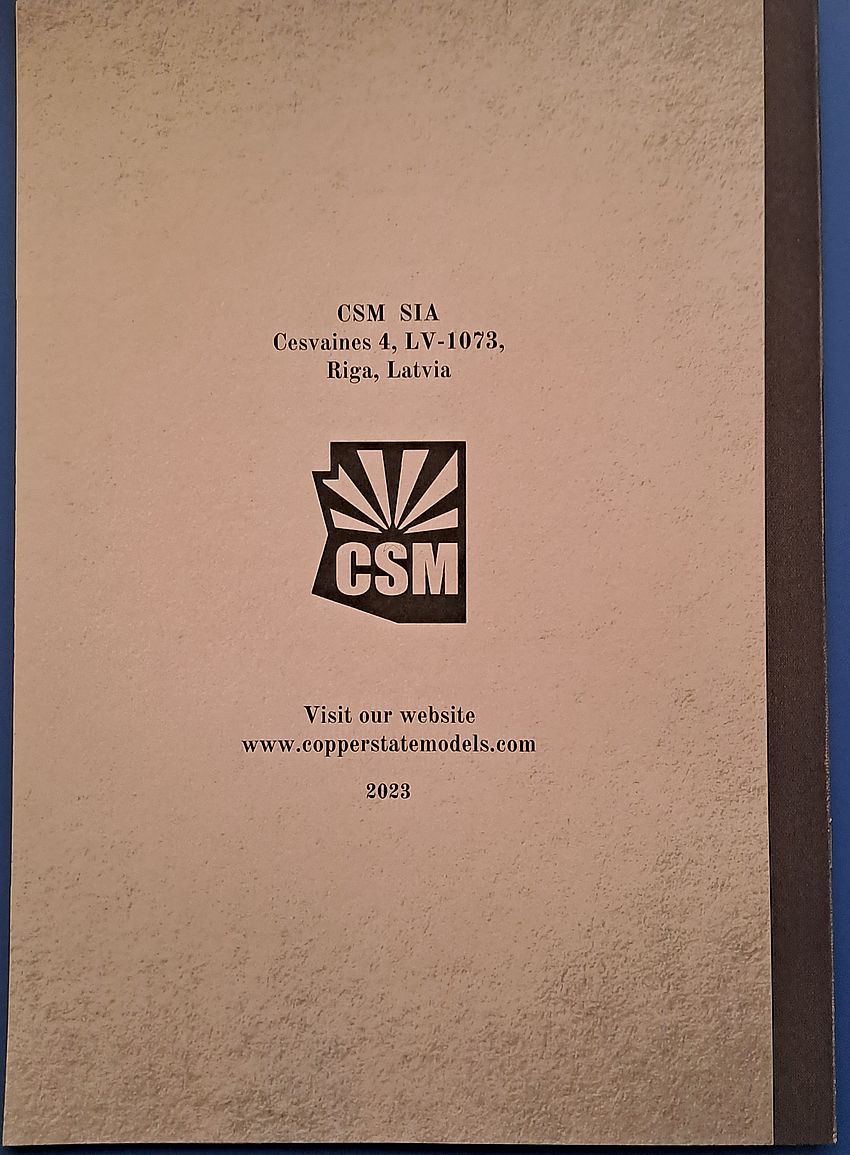 CSM SIA
Cesvaines 4, LV-1073,
Riga, Latvia
CSM
Visit our website
www.copperstatemodels.com
2023